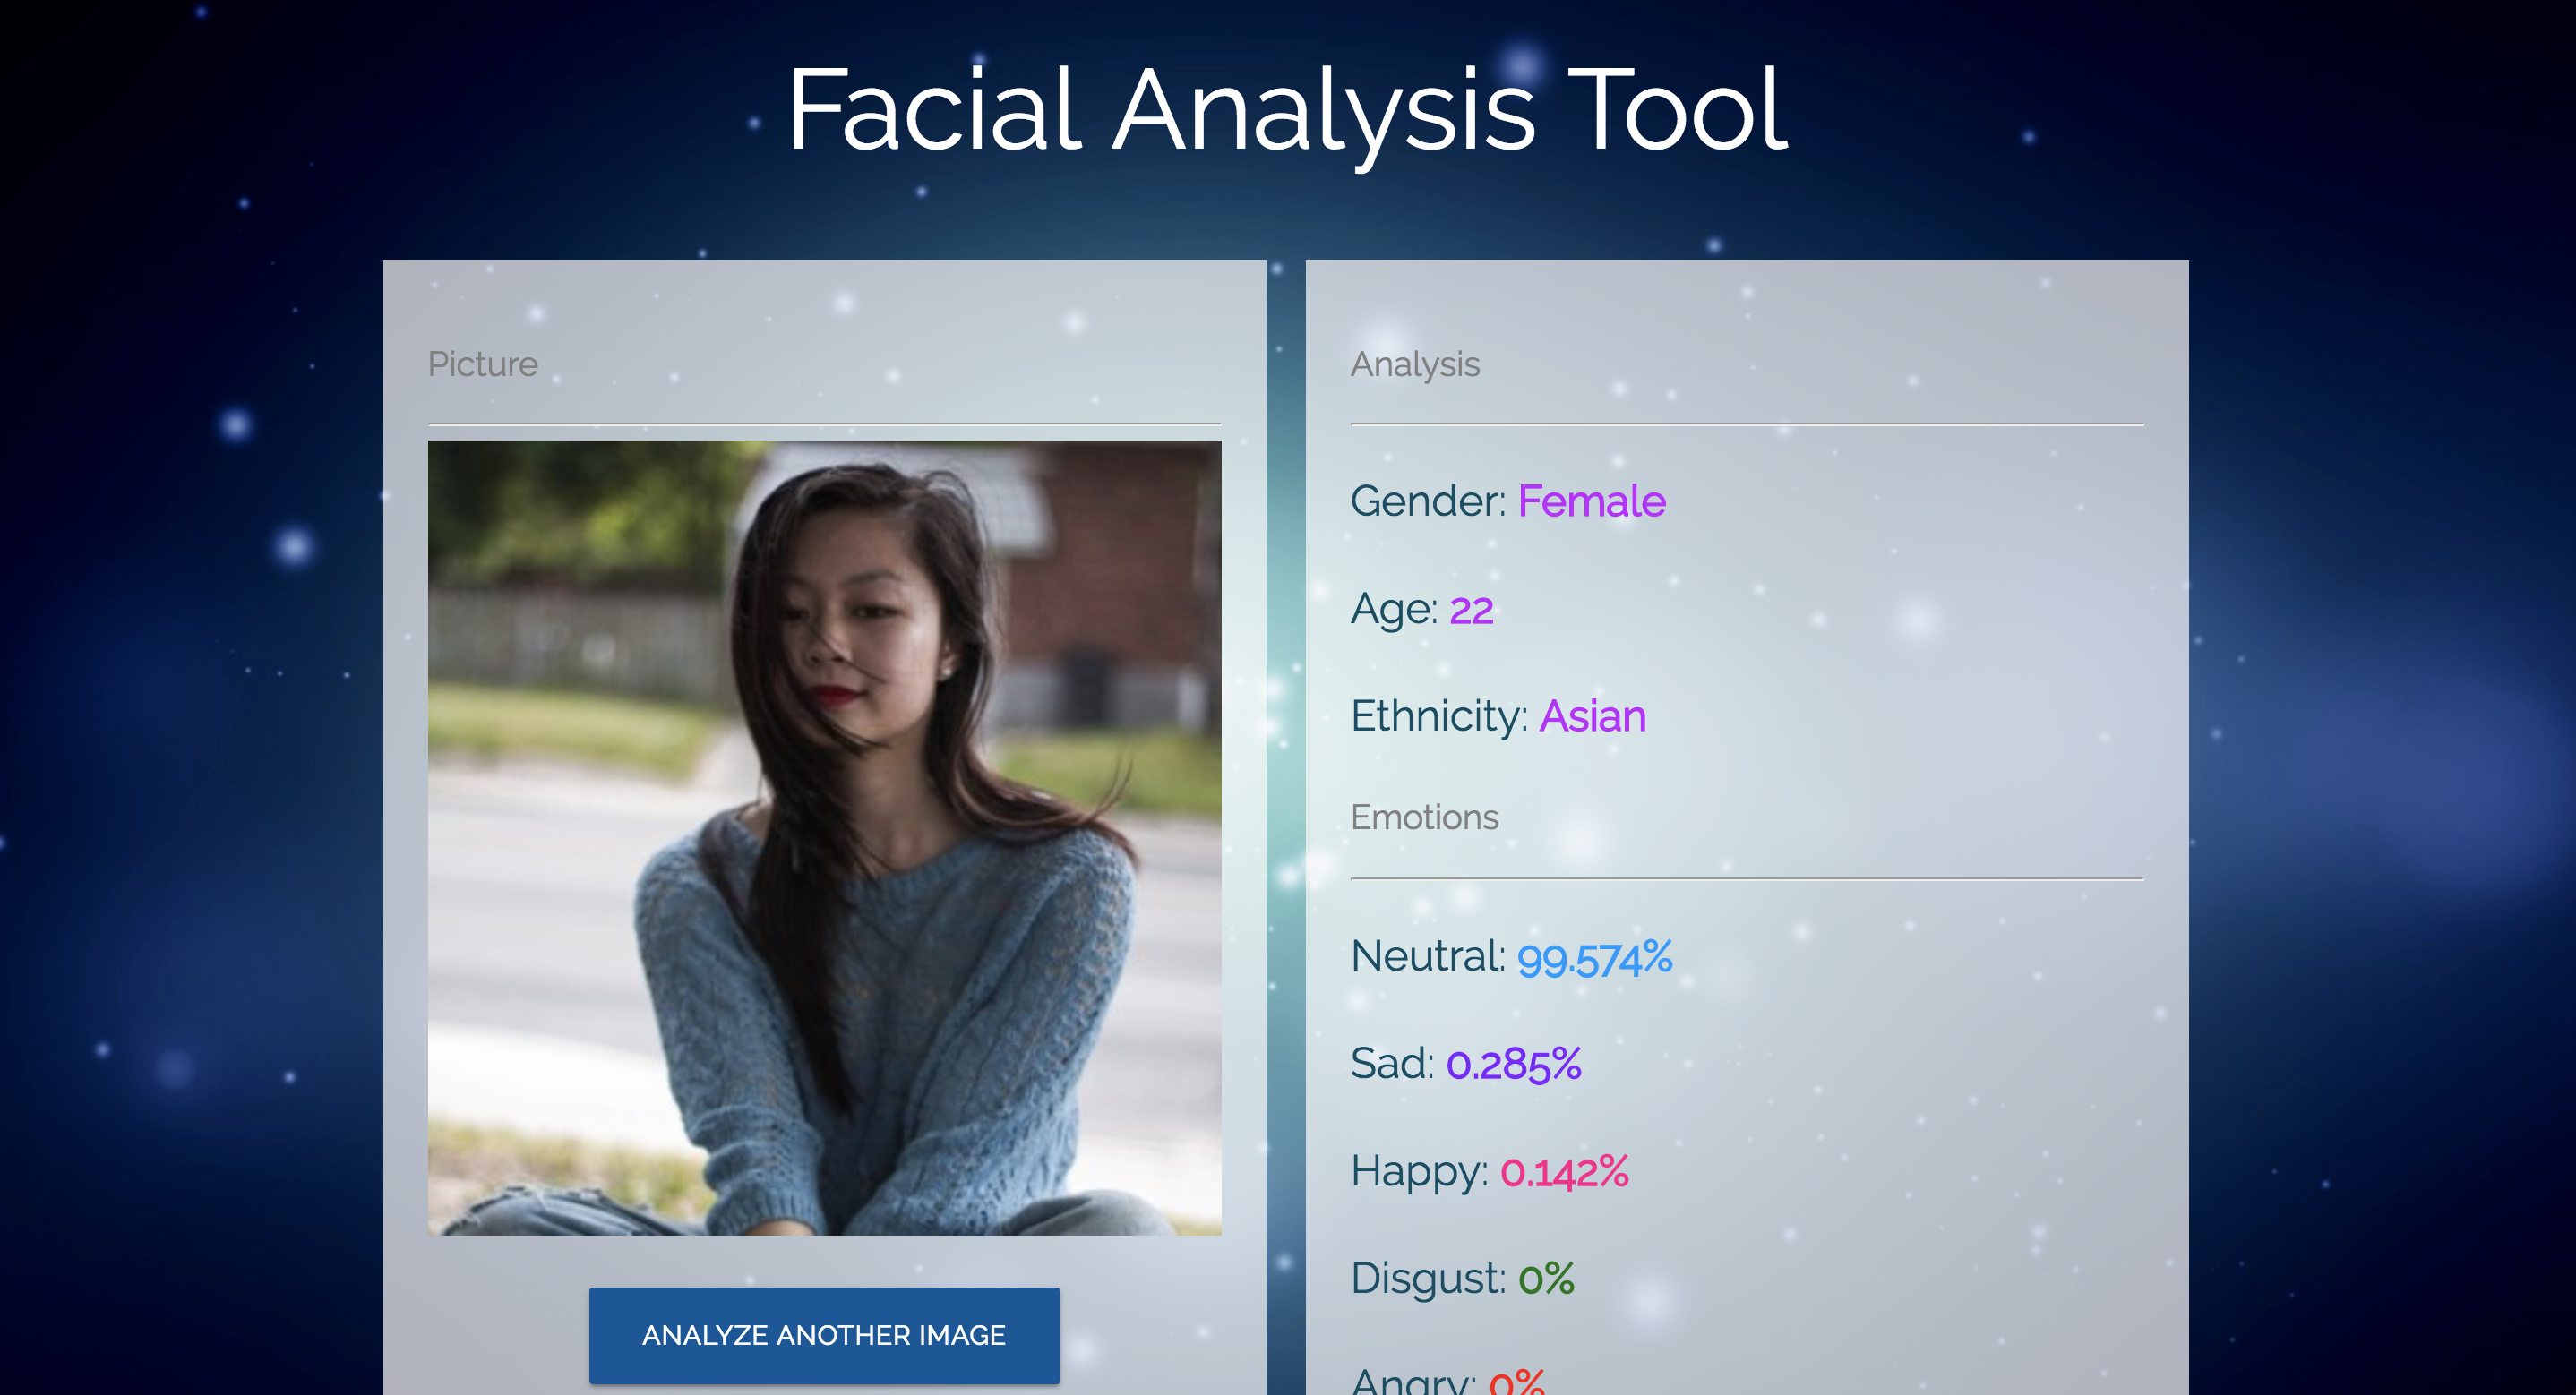 Facial Analysis Tool
Picture
ANALYZE ANOTHER IMAGE
Analysis
Gender: Female
Age: 22
Ethnicity: Asian
Emotions
Neutral: 99.574%
Sad: 0.285%
Happy: 0.142%
Disgust: 0%
Angry: 0%